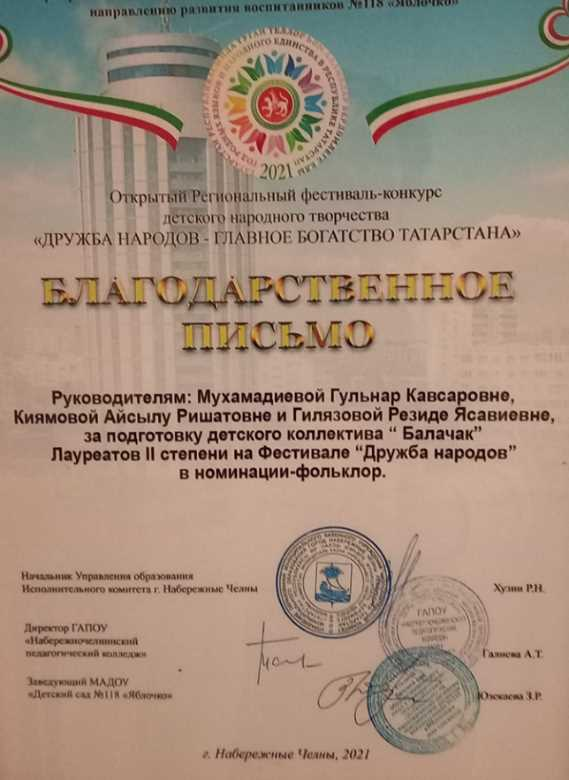 направлению развития воспитанников №118 «Яблочко»
2021
Открытый Региональный фестиваль-конкурс
детского народного творчества
«ДРУЖБА НАРОДОВ - ГЛАВНОЕ БОГАТСТВО ТАТАРСТАНА»
БЛАГОДАРСТВЕННОЕ
ПИСЬМО
Руководителям: Мухамадиевой Гульнар Кавсаровне,
Киямовой Айсылу Ришатовне и Гилязовой Резиде Ясавиевне,
за подготовку детского коллектива “ Балачак”
Лауреатов II степени на Фестивале “Дружба народов”
в номинации-фольклор.
Начальник Управления образования
Исполнительного комитета г. Набережные Челны
Хузин Р.Н.
Директор ГАПОУ
«Набережночелнинский
педагогический колледж»
Галиева А.Т.
Заведующий МАДОУ
«Детский сад №118 «Яблочко»
Юзекаева З.Р.
ГАПОУ
г. Набережные Челны, 2021